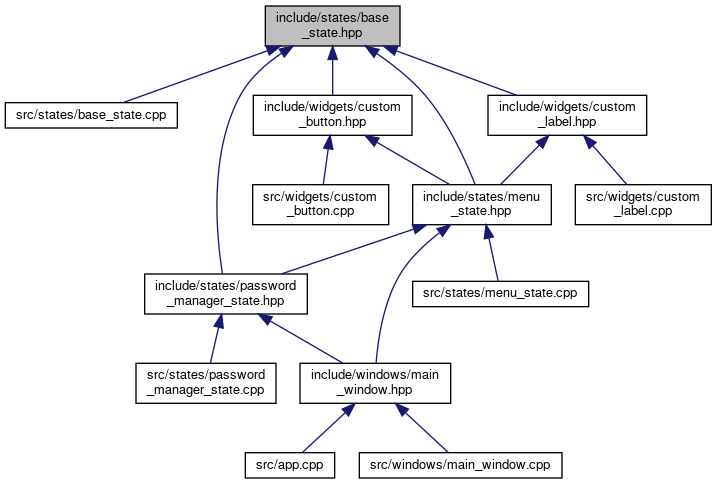 include/states/base
_state.hpp
src/states/base_state.cpp
include/widgets/custom
_button.hpp
include/widgets/custom
_label.hpp
src/widgets/custom
_button.cpp
include/states/menu
_state.hpp
src/widgets/custom
_label.cpp
include/states/password
_manager_state.hpp
src/states/menu_state.cpp
src/states/password
_manager_state.cpp
include/windows/main
_window.hpp
src/app.cpp
src/windows/main_window.cpp